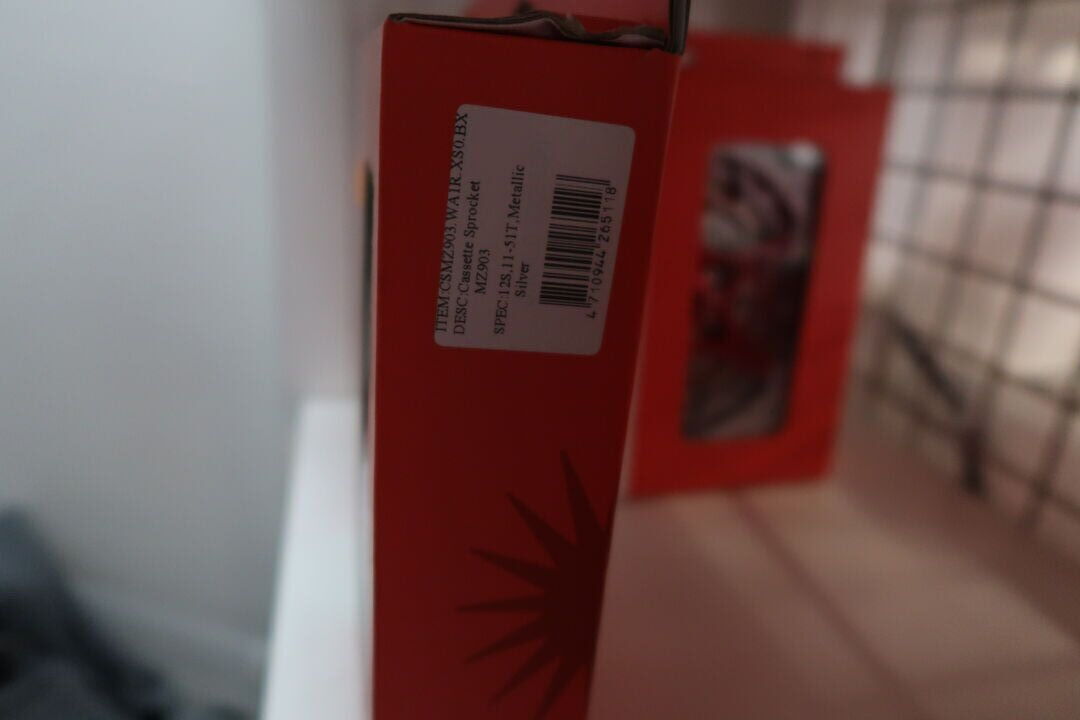 ITEM:CSMZ903.WA1R.XS0.BX
DESC:Cassette Sprocket
MZ903
SPEC:12S,11-51T,Metallic
Silver
4 710944 265118